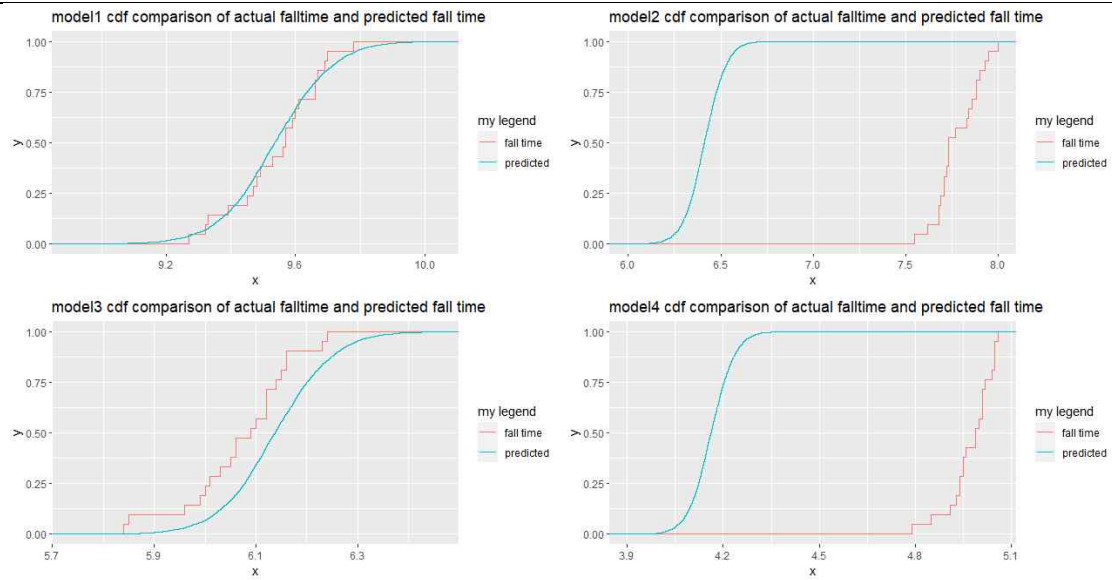 model1 cdf comparison of actual falltime and predicted fall time
1.00
0.75
0.50
0.25
0.00
y
9.2 9.6 10.0
x
my legend
fall time
predicted
model2 cdf comparison of actual falltime and predicted fall time
1.00
0.75
0.50
0.25
0.00
y
6.0 6.5 7.0 7.5 8.0
x
my legend
fall time
predicted
model3 cdf comparison of actual falltime and predicted fall time
1.00
0.75
0.50
0.25
0.00
y
5.7 5.9 6.1 6.3
x
my legend
fall time
predicted
model4 cdf comparison of actual falltime and predicted fall time
1.00
0.75
0.50
0.25
0.00
y
3.9 4.2 4.5 4.8 5.1
x
my legend
fall time
predicted